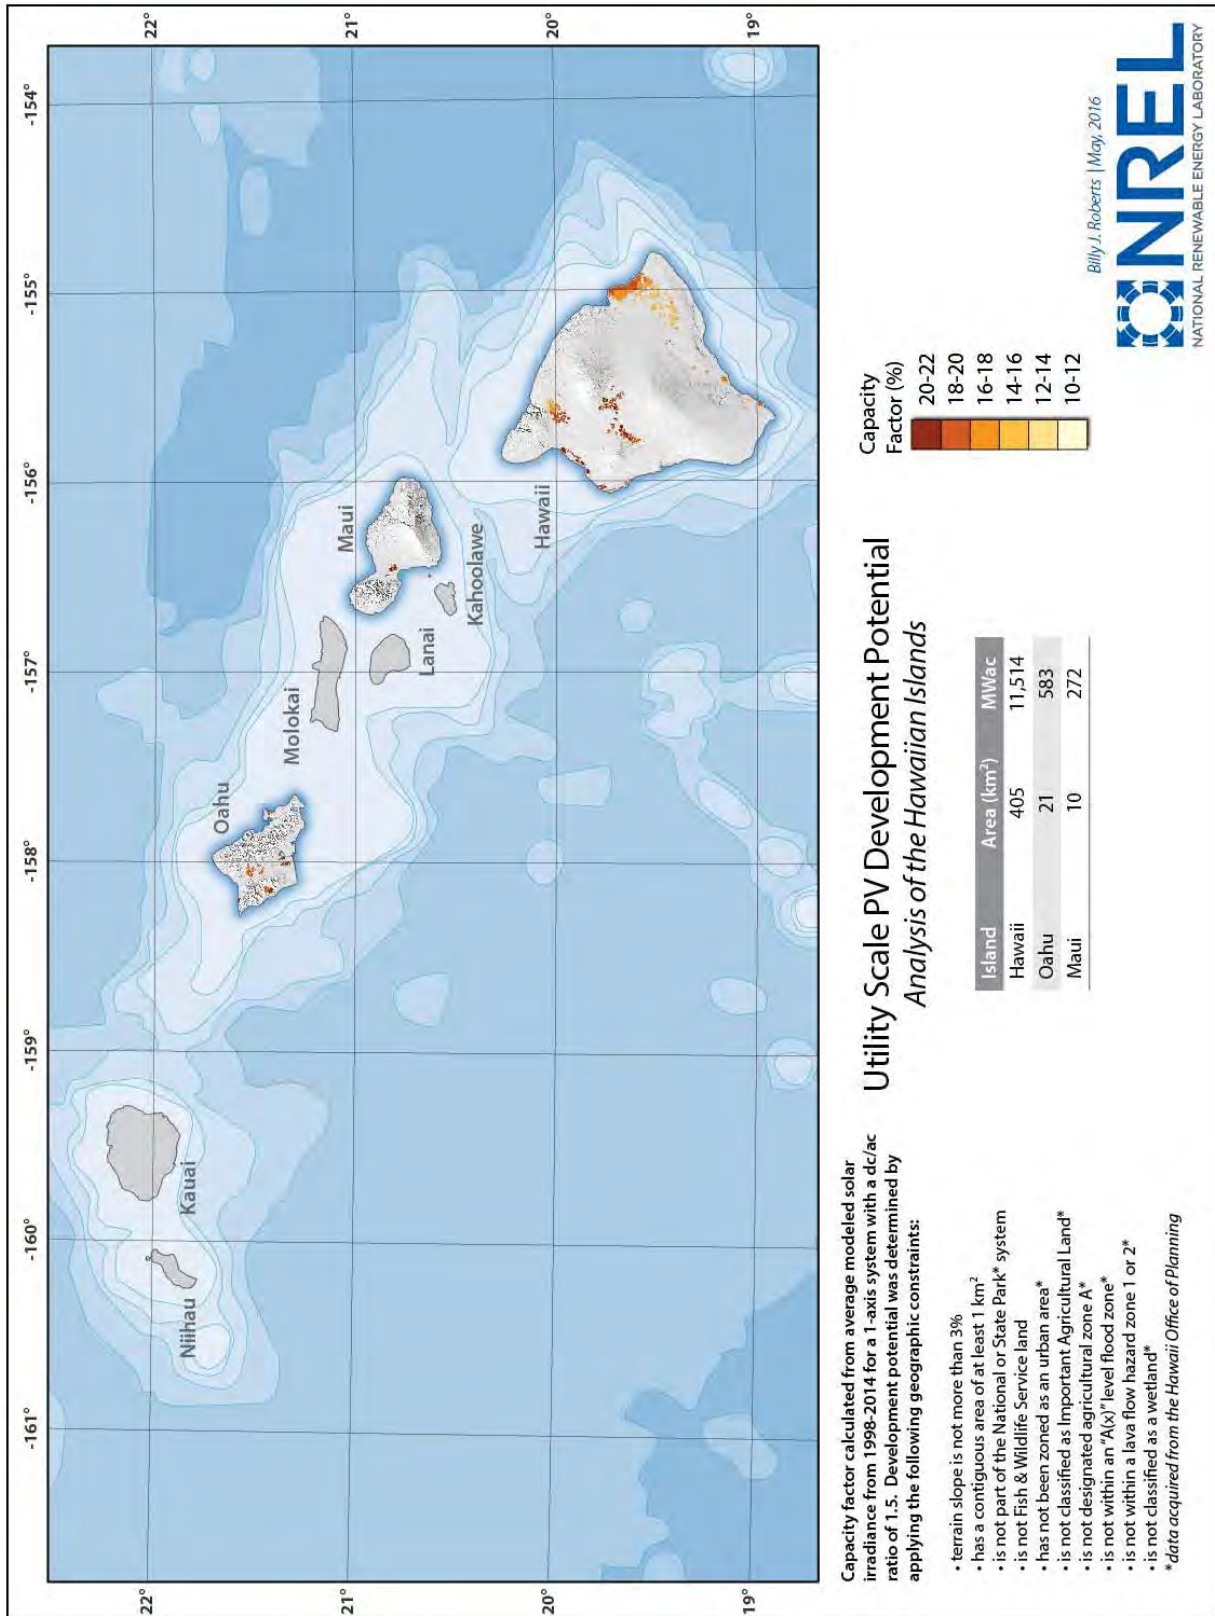 -161°
-160°
-159°
-158°
-157°
-156°
-155°
-154°
22°
22°
21°
21°
20°
20°
19°
19°
Niihau
Kauai
Oahu
Molokai
Lanai
Maui
Kahoolawe
Hawaii
Capacity factor calculated from average modeled solar
irradiance from 1998-2014 for a 1-axis system with a dc/ac
ratio of 1.5. Development potential was determined by
applying the following geographic constraints:
• terrain slope is not more than 3%
• has a contiguous area of at least 1 km²
• is not part of the National or State Park* system
• is not Fish & Wildlife Service land
• has not been zoned as an urban area*
• is not classified as Important Agricultural Land*
• is not designated agricultural zone A*
• is not within an "A(x)" level flood zone*
• is not within a lava flow hazard zone 1 or 2*
• is not classified as a wetland*
*data acquired from the Hawaii Office of Planning
Utility Scale PV Development Potential
Analysis of the Hawaiian Islands
Island Area (km²) MWac
Hawaii 405 11,514
Oahu 21 583
Maui 10 272
Capacity
Factor (%)
20-22
18-20
16-18
14-16
12-14
10-12
Billy J. Roberts | May, 2016
NREL
NATIONAL RENEWABLE ENERGY LABORATORY